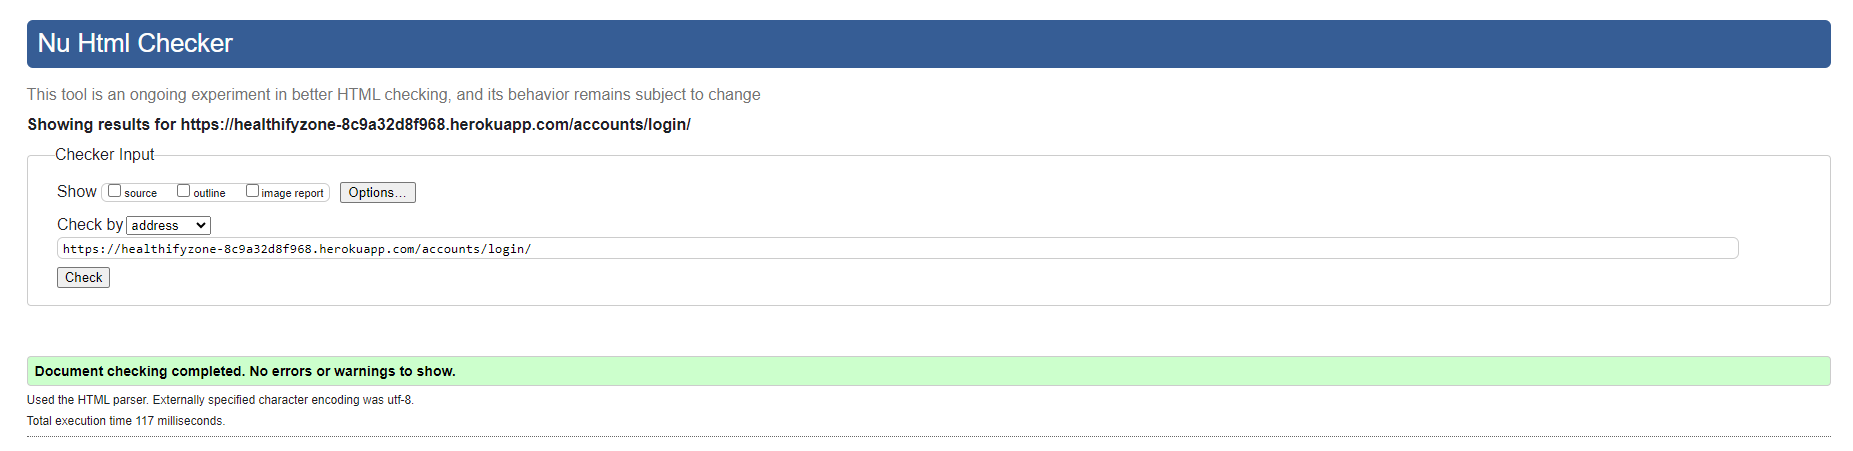 Nu Html Checker
This tool is an ongoing experiment in better HTML checking, and its behavior remains subject to change
Showing results for https://healthifyzone-8c9a32d8f968.herokuapp.com/accounts/login/
Checker Input
Show source outline image report Options...
Check by address
https://healthifyzone-8c9a32d8f968.herokuapp.com/accounts/login/
Check
Document checking completed. No errors or warnings to show.
Used the HTML parser. Externally specified character encoding was utf-8.
Total execution time 117 milliseconds.